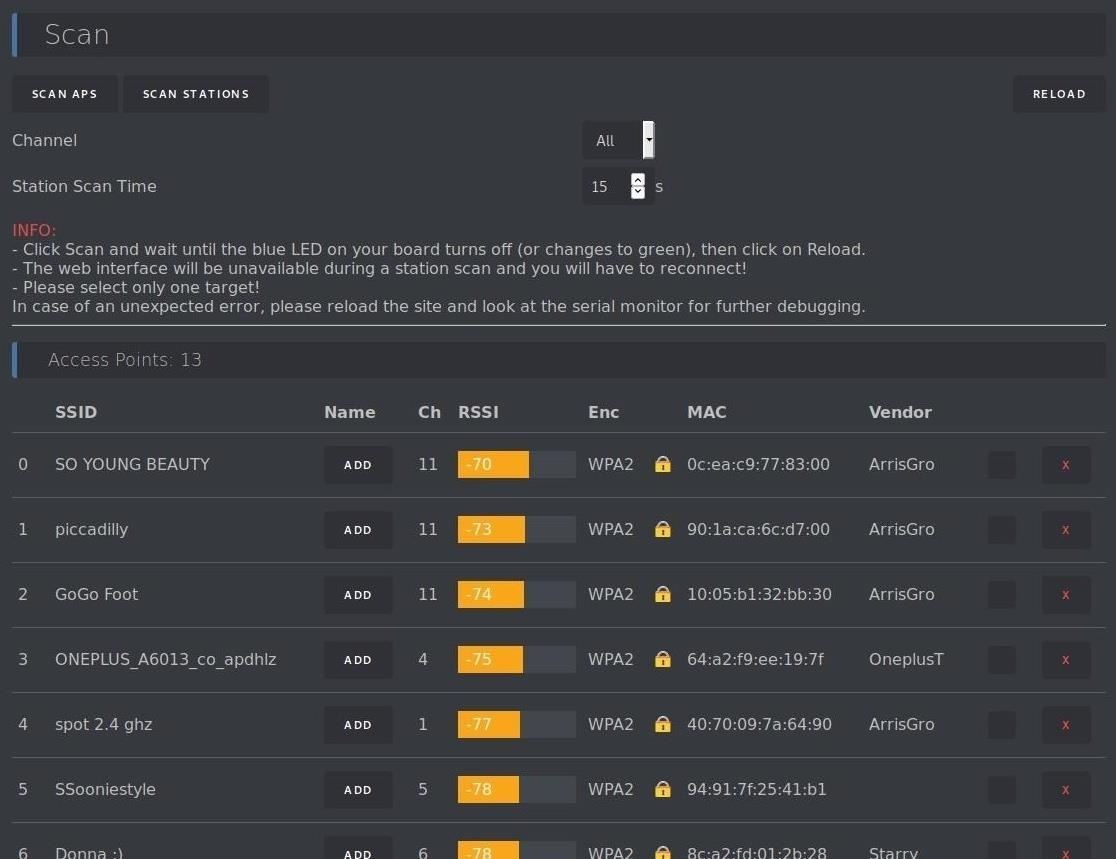 Scan
SCAN APS SCAN STATIONS RELOAD
Channel All
Station Scan Time 15 s
INFO:
- Click Scan and wait until the blue LED on your board turns off (or changes to green), then click on Reload.
- The web interface will be unavailable during a station scan and you will have to reconnect!
- Please select only one target!
In case of an unexpected error, please reload the site and look at the serial monitor for further debugging.
Access Points: 13
SSID Name Ch RSSI Enc MAC Vendor
0 SO YOUNG BEAUTY ADD 11 -70 WPA2 0c:ea:c9:77:83:00 ArrisGro X
1 piccadilly ADD 11 -73 WPA2 90:1a:ca:6c:d7:00 ArrisGro X
2 GoGo Foot ADD 11 -74 WPA2 10:05:b1:32:bb:30 ArrisGro X
3 ONEPLUS_A6013_co_apdhlz ADD 4 -75 WPA2 64:a2:f9:ee:19:7f OneplusT X
4 spot 2.4 ghz ADD 1 -77 WPA2 40:70:09:7a:64:90 ArrisGro X
5 SSooniestyle ADD 5 -78 WPA2 94:91:7f:25:41:b1 X
6 Donna :) ADD 6 -78 WPA2 8c:a2:fd:01:2b:28 Starry X